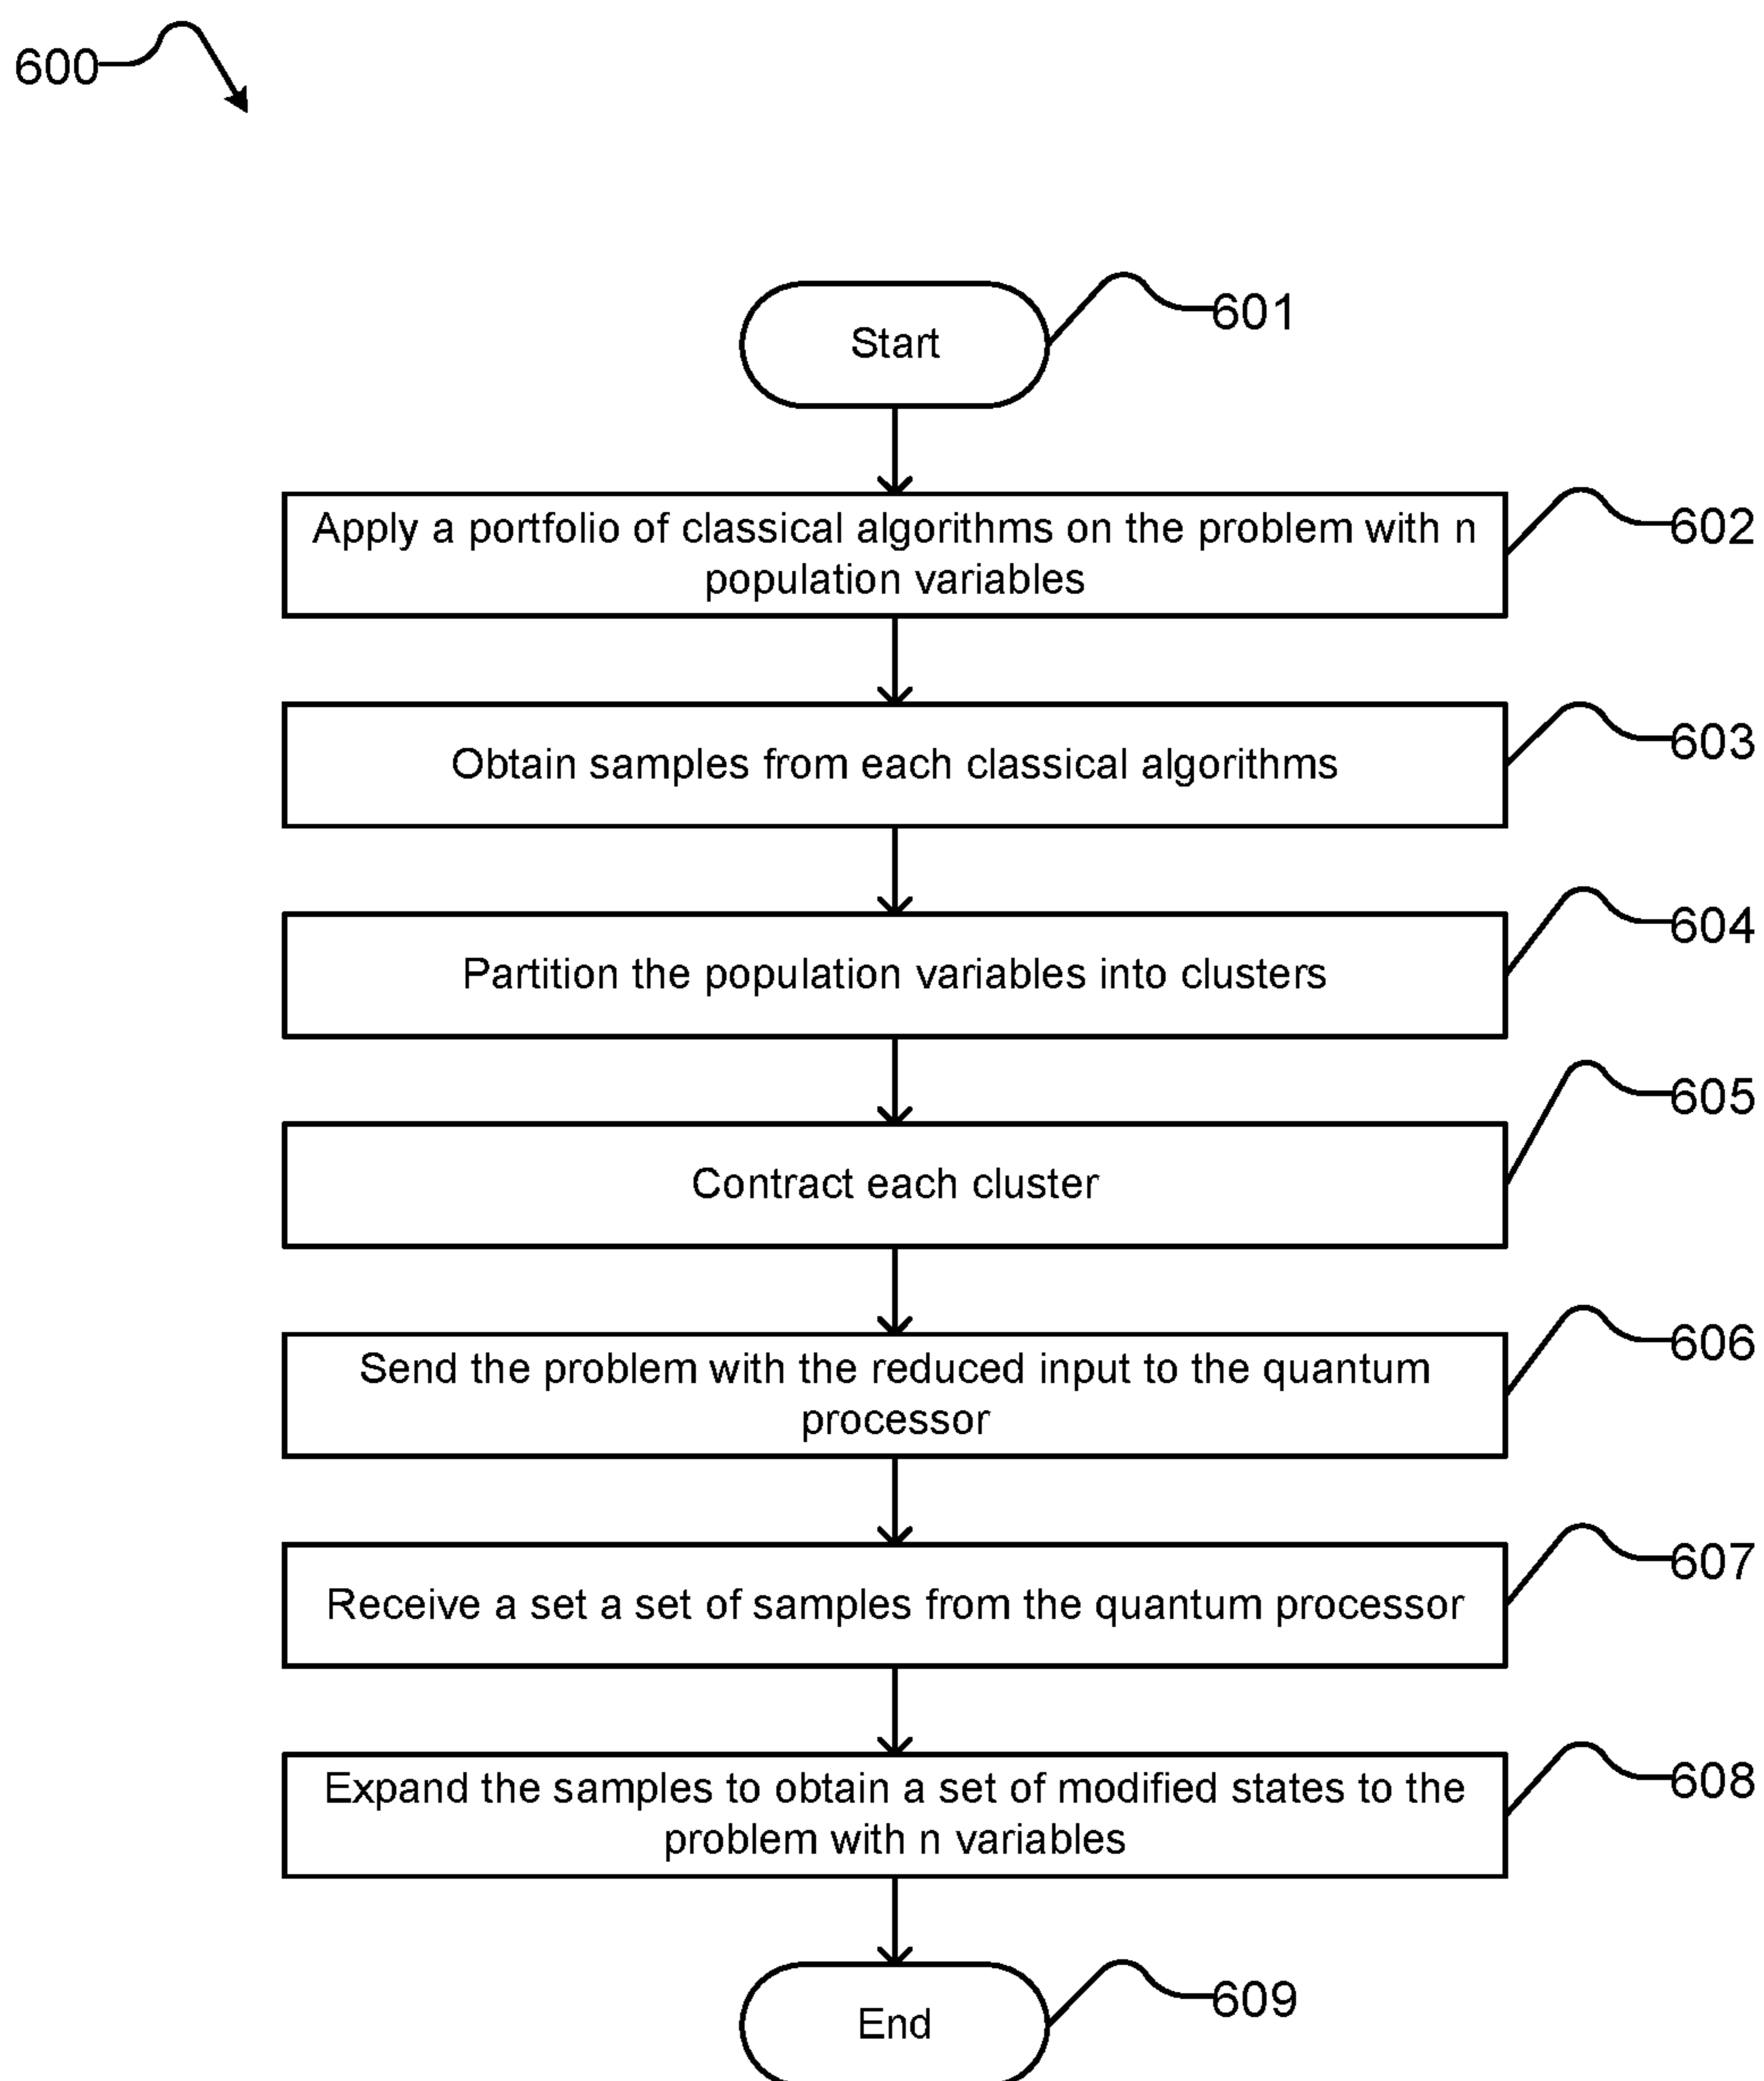 600
Start
601
Apply a portfolio of classical algorithms on the problem with n
population variables
602
Obtain samples from each classical algorithms
603
Partition the population variables into clusters
604
Contract each cluster
605
Send the problem with the reduced input to the quantum
processor
606
Receive a set a set of samples from the quantum processor
607
Expand the samples to obtain a set of modified states to the
problem with n variables
608
End
609